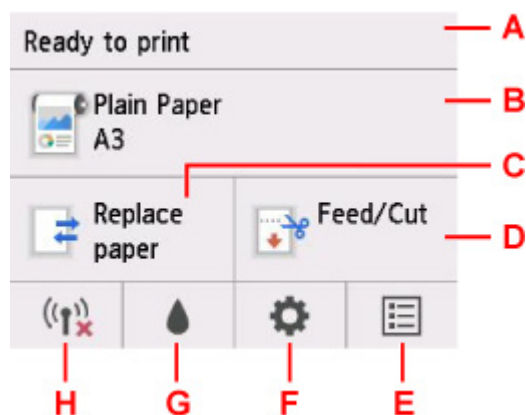 Ready to print
A
Plain Paper
B
A3
C
Replace
paper
Feed/Cut
D
H
G
F
E